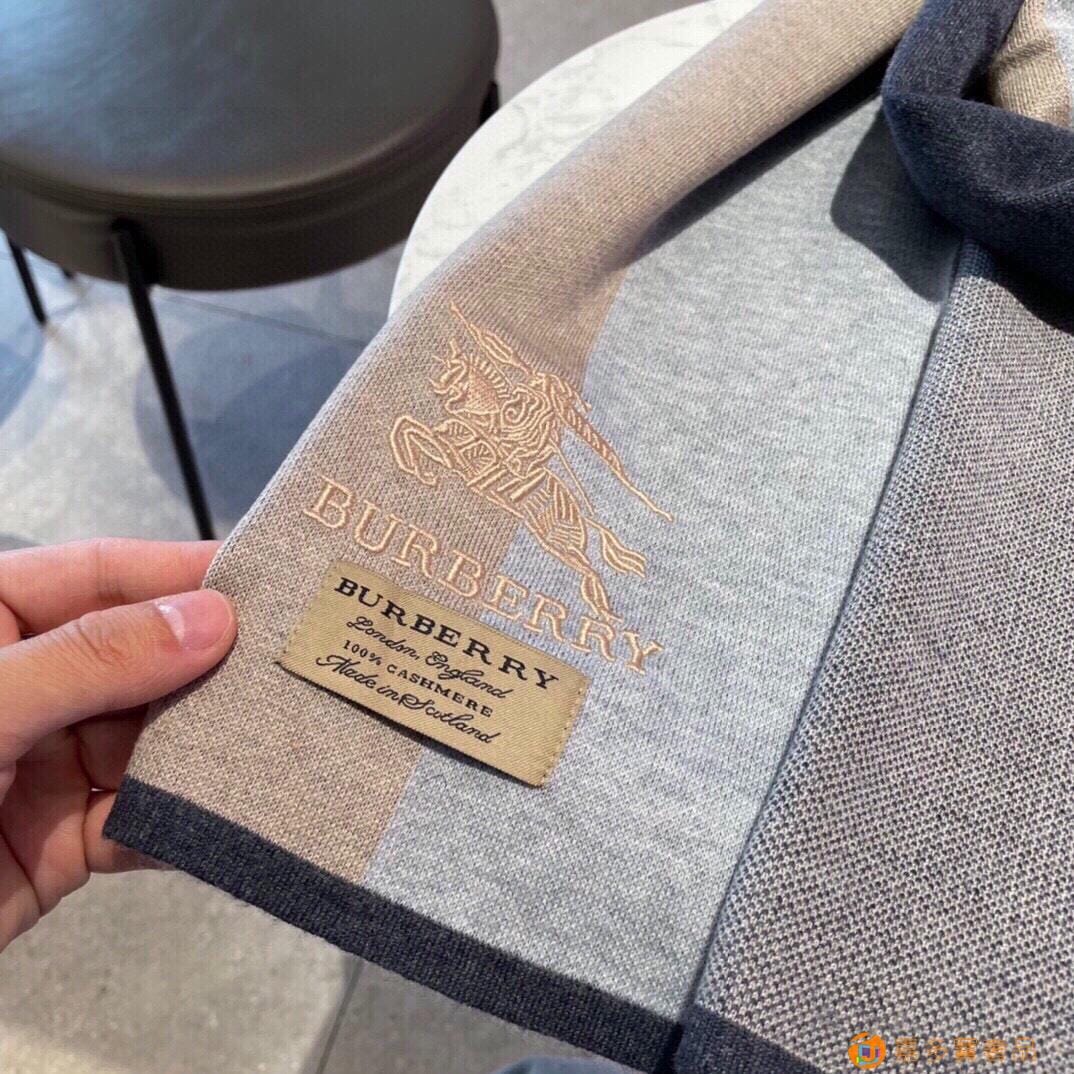 BURBERRY
BURBERRY
London, England
100% CASHMERE
Made in Scotland